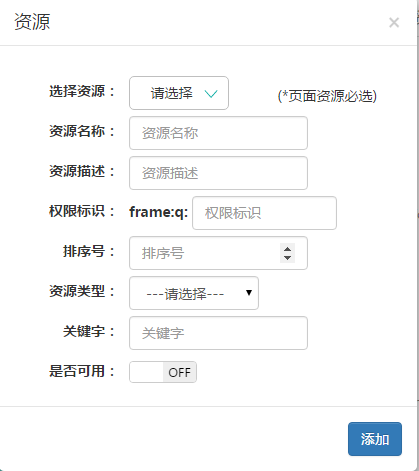 资源 ×
选择资源： 请选择 (*页面资源必选)
资源名称： 资源名称
资源描述： 资源描述
权限标识： frame:q: 权限标识
排序号： 排序号
资源类型： ---请选择---
关键字： 关键字
是否可用： OFF
添加